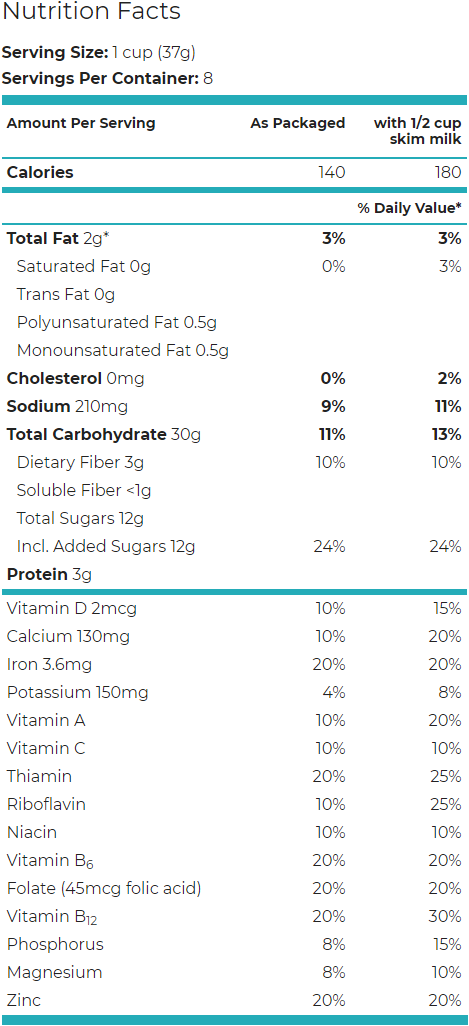 Nutrition Facts
Serving Size: 1 cup (37g)
Servings Per Container: 8
Amount Per Serving As Packaged with 1/2 cup
skim milk
Calories 140 180
% Daily Value*
Total Fat 2g* 3% 3%
Saturated Fat 0g 0% 3%
Trans Fat 0g
Polyunsaturated Fat 0.5g
Monounsaturated Fat 0.5g
Cholesterol 0mg 0% 2%
Sodium 210mg 9% 11%
Total Carbohydrate 30g 11% 13%
Dietary Fiber 3g 10% 10%
Soluble Fiber <1g
Total Sugars 12g
Incl. Added Sugars 12g 24% 24%
Protein 3g
Vitamin D 2mcg 10% 15%
Calcium 130mg 10% 20%
Iron 3.6mg 20% 20%
Potassium 150mg 4% 8%
Vitamin A 10% 20%
Vitamin C 10% 10%
Thiamin 20% 25%
Riboflavin 10% 25%
Niacin 10% 10%
Vitamin B6 20% 20%
Folate (45mcg folic acid) 20% 20%
Vitamin B12 20% 30%
Phosphorus 8% 15%
Magnesium 8% 10%
Zinc 20% 20%